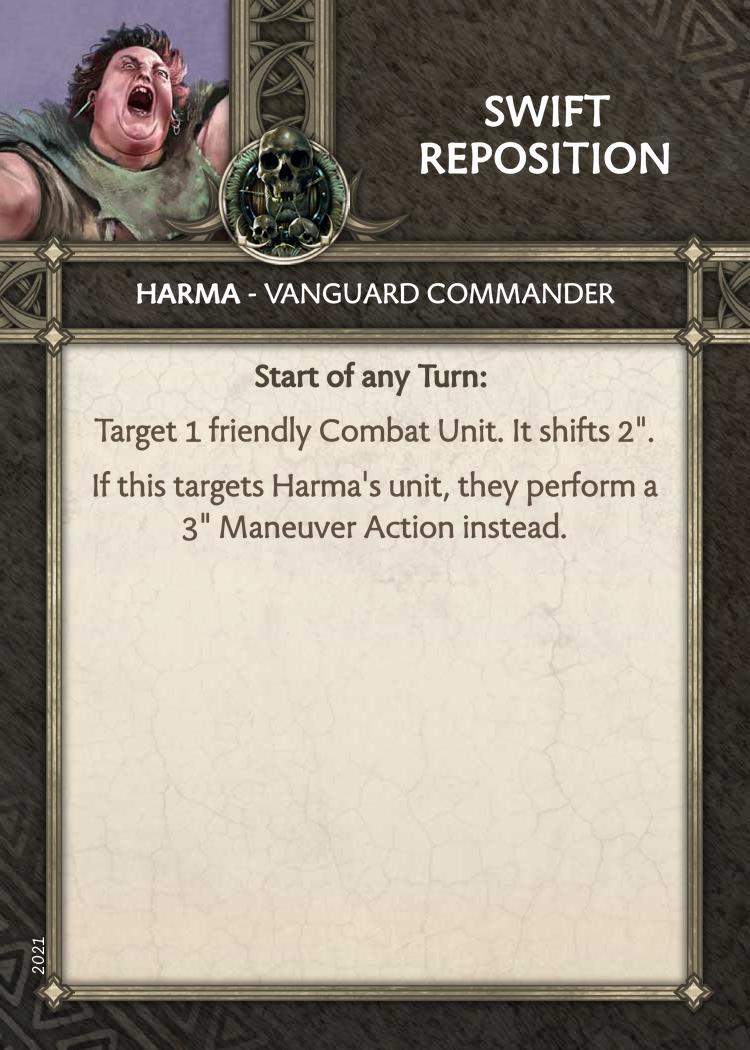 SWIFT
REPOSITION
HARMA - VANGUARD COMMANDER
Start of any Turn:
Target 1 friendly Combat Unit. It shifts 2".
If this targets Harma's unit, they perform a
3" Maneuver Action instead.
2021